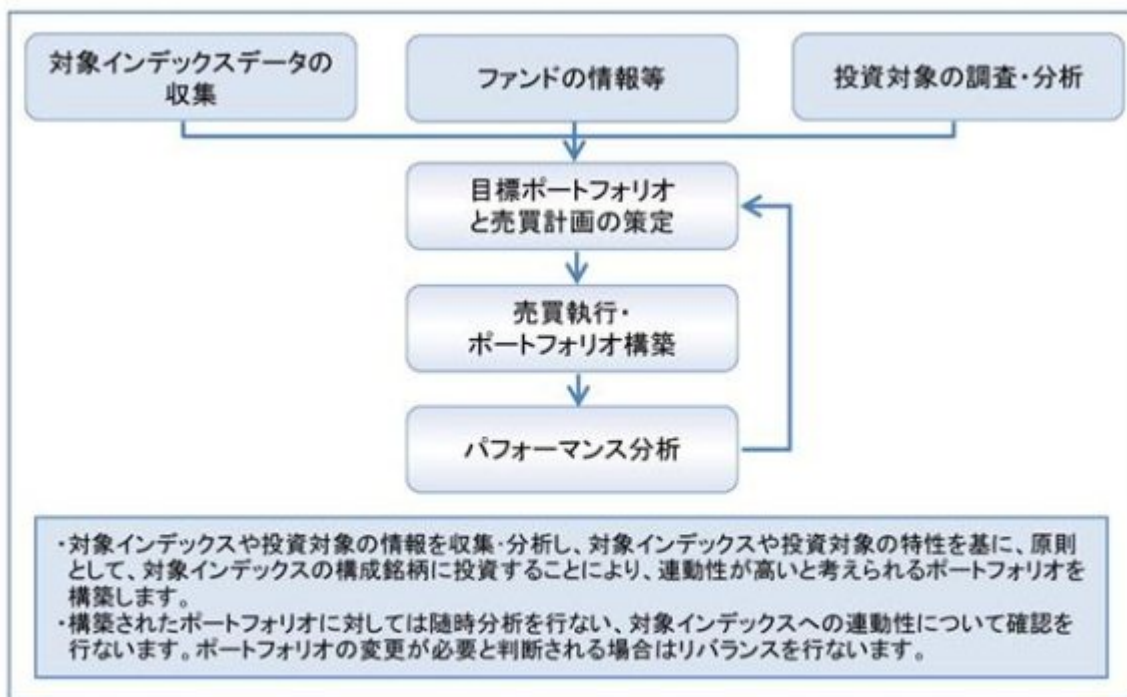 対象インデックスデータの
収集
ファンドの情報等
投資対象の調査・分析
目標ポートフォリオ
と売買計画の策定
売買執行・
ポートフォリオ構築
パフォーマンス分析
・対象インデックスや投資対象の情報を収集・分析し、対象インデックスや投資対象の特性を基に、原則
として、対象インデックスの構成銘柄に投資することにより、連動性が高いと考えられるポートフォリオを
構築します。
・構築されたポートフォリオに対しては随時分析を行ない、対象インデックスへの連動性について確認を
行ないます。ポートフォリオの変更が必要と判断される場合はリバランスを行ないます。